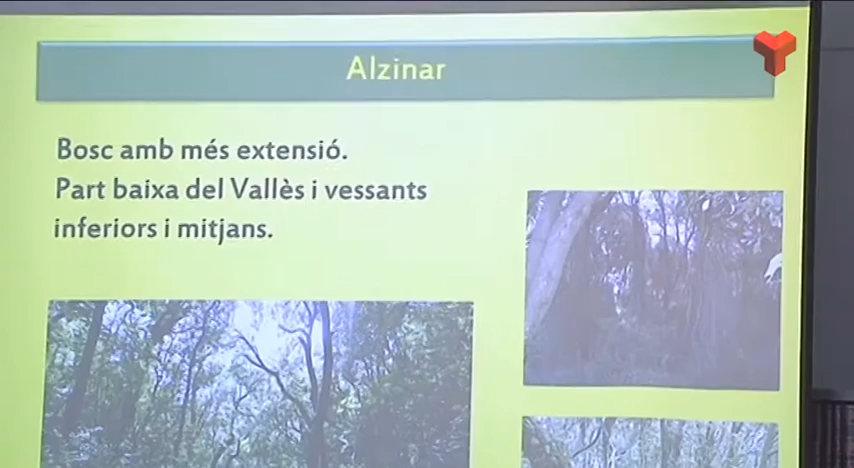 Alzinar
Bosc amb més extensió.
Part baixa del Vallès i vessants
inferiors i mitjans.